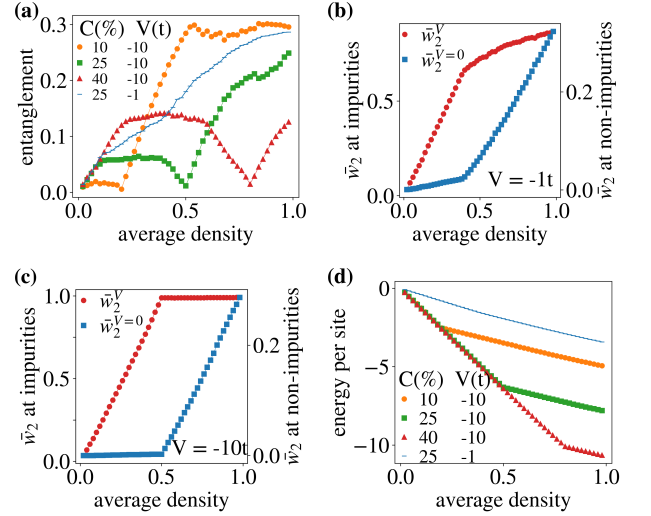 (a)
0.3
0.2
0.1
0.0
entanglement
C(%) V(t)
10 -10
25 -10
40 -10
25 -1
0.0 0.5 1.0
average density
(b)
w̄₂^V
w̄₂^{V=0}
0.5
0.0
w̄₂ at impurities
0.2
0.0
w̄₂ at non-impurities
V = -1t
0.0 0.5 1.0
average density
(c)
w̄₂^V
w̄₂^{V=0}
1.0
0.5
0.0
w̄₂ at impurities
0.2
0.0
w̄₂ at non-impurities
V = -10t
0.0 0.5 1.0
average density
(d)
0
−5
−10
energy per site
C(%) V(t)
10 -10
25 -10
40 -10
25 -1
0.0 0.5 1.0
average density